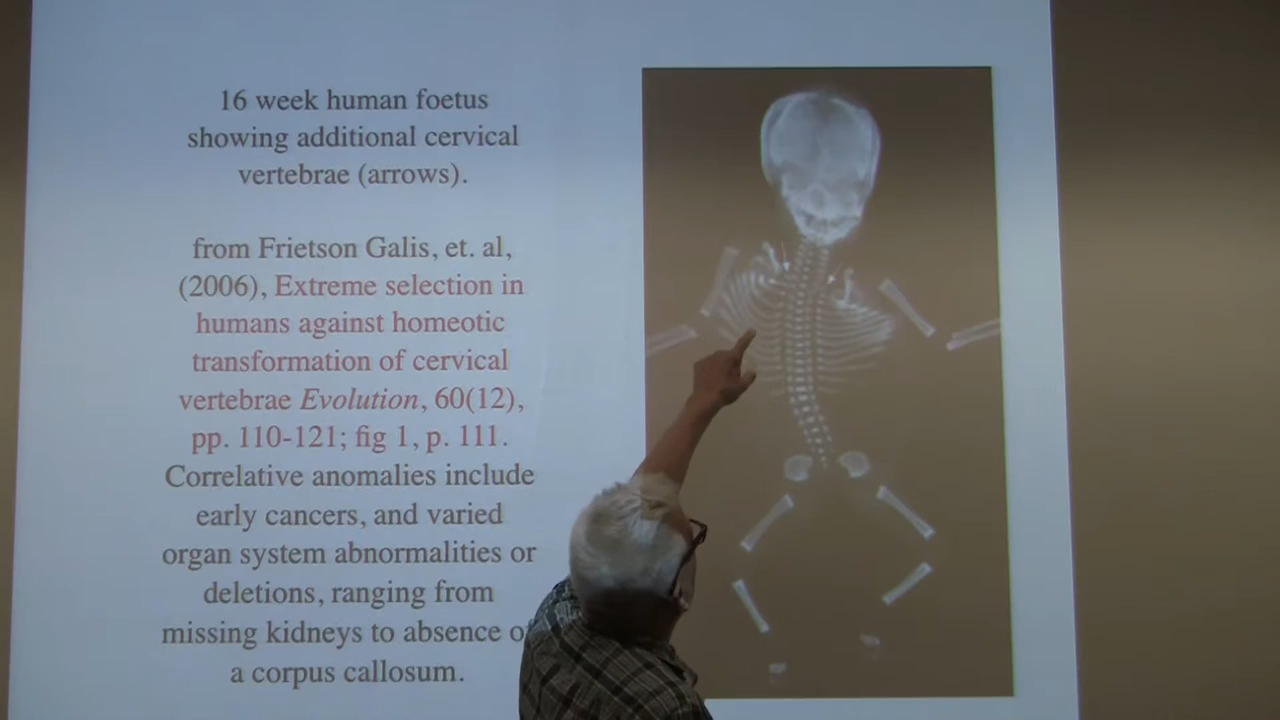 16 week human foetus
showing additional cervical
vertebrae (arrows).
from Frietson Galis, et. al,
(2006), Extreme selection in
humans against homeotic
transformation of cervical
vertebrae Evolution, 60(12),
pp. 110-121; fig 1, p. 111.
Correlative anomalies include
early cancers, and varied
organ system abnormalities or
deletions, ranging from
missing kidneys to absence o
a corpus callosum.